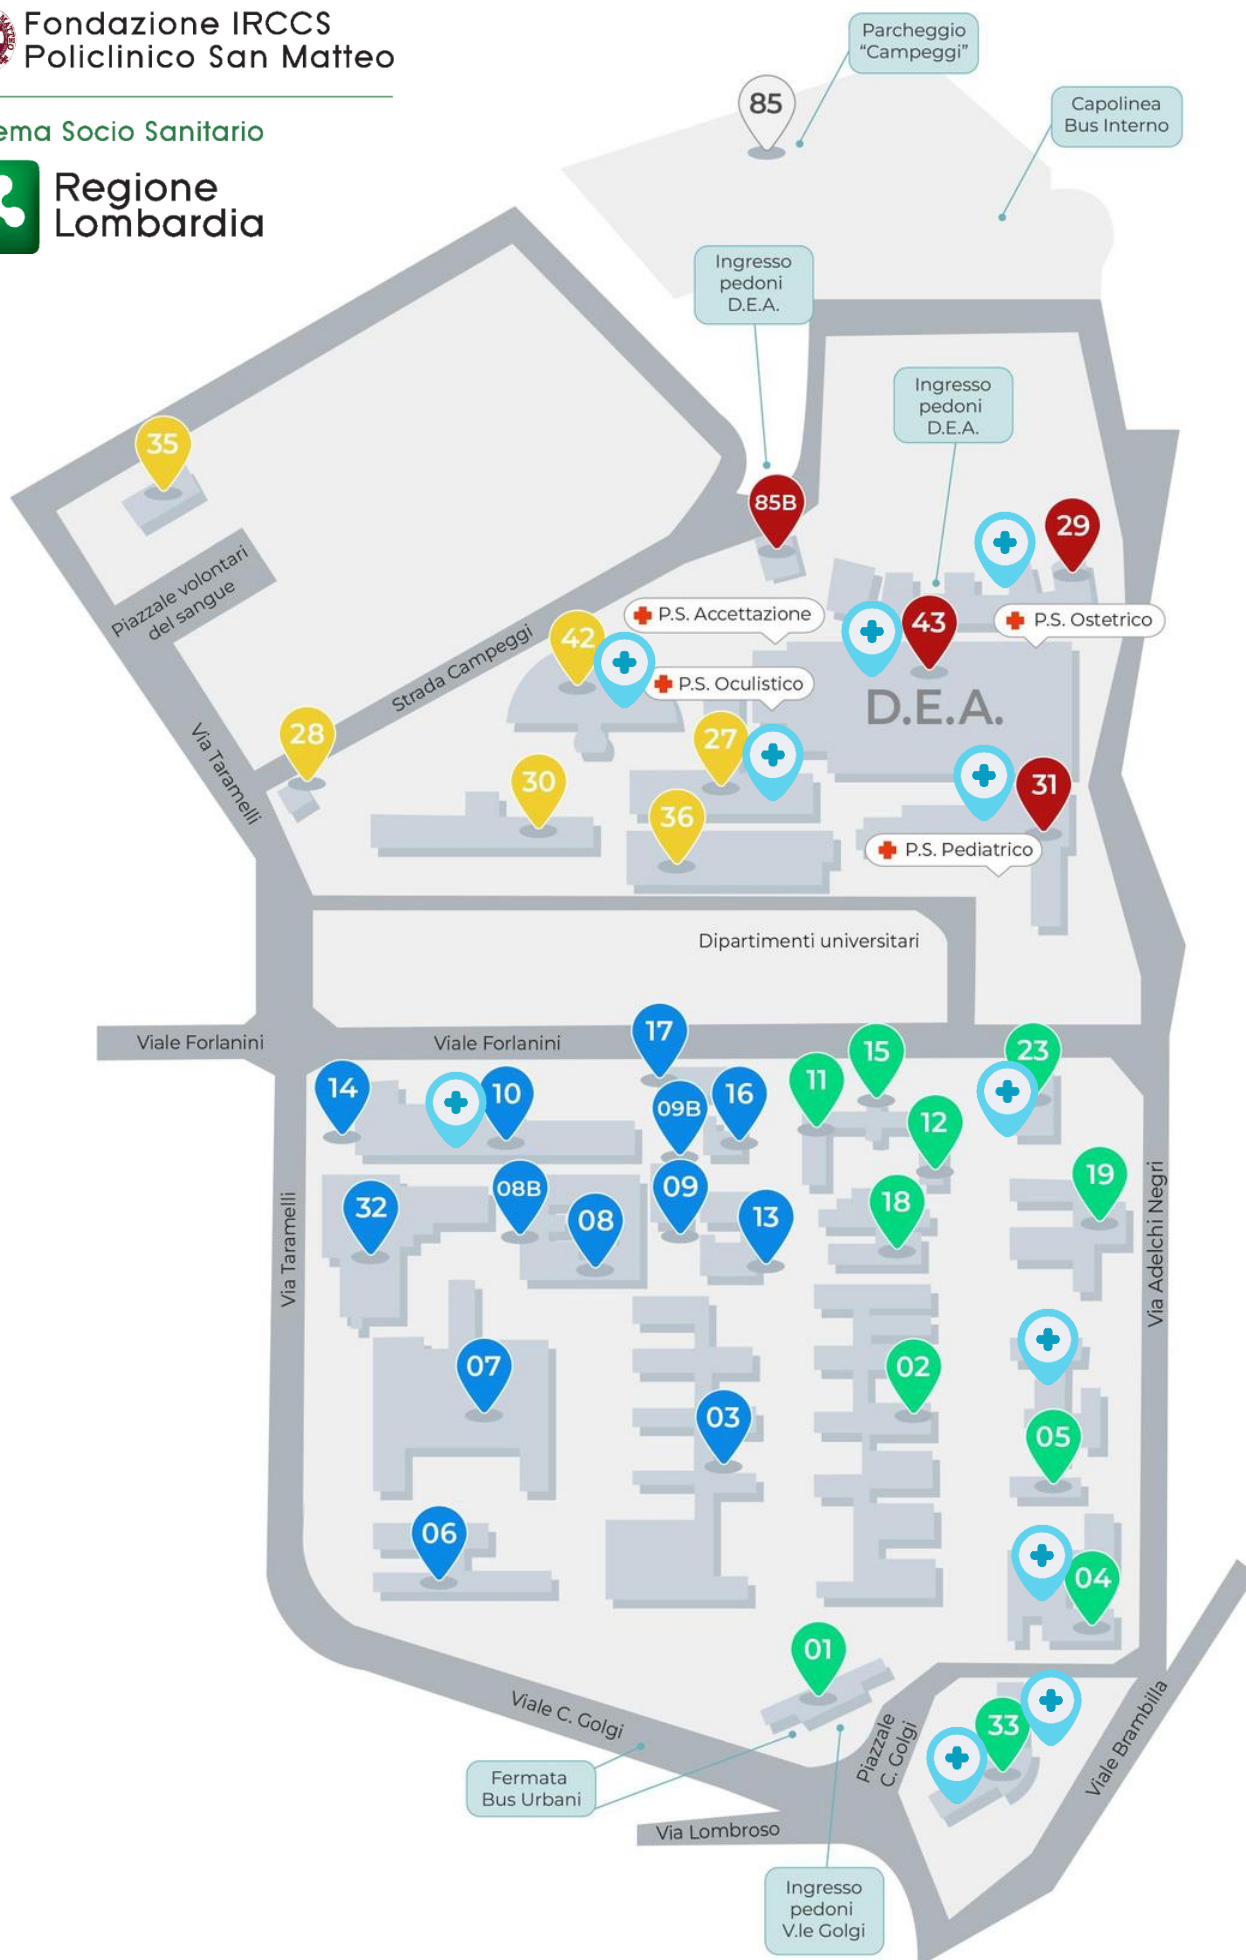 Fondazione IRCCS
Policlinico San Matteo
ema Socio Sanitario
Regione
Lombardia
Parcheggio
“Campeggi”
85
Capolinea
Bus Interno
Ingresso
pedoni
D.E.A.
Ingresso
pedoni
D.E.A.
35
85B
29
Piazzale volontari
del sangue
P.S. Accettazione
43
P.S. Ostetrico
42
Strada Campeggi
P.S. Oculistico
D.E.A.
Via Taramelli
28
27
30
31
36
P.S. Pediatrico
Dipartimenti universitari
Viale Forlanini
Viale Forlanini
17
15
23
14
10
09B
16
11
12
32
08B
08
09
13
18
19
Via Taramelli
Via Adelchi Negri
07
03
02
05
06
04
01
Viale C. Golgi
Piazzale
C. Golgi
33
Viale Brambilla
Fermata
Bus Urbani
Via Lombroso
Ingresso
pedoni
V.le Golgi